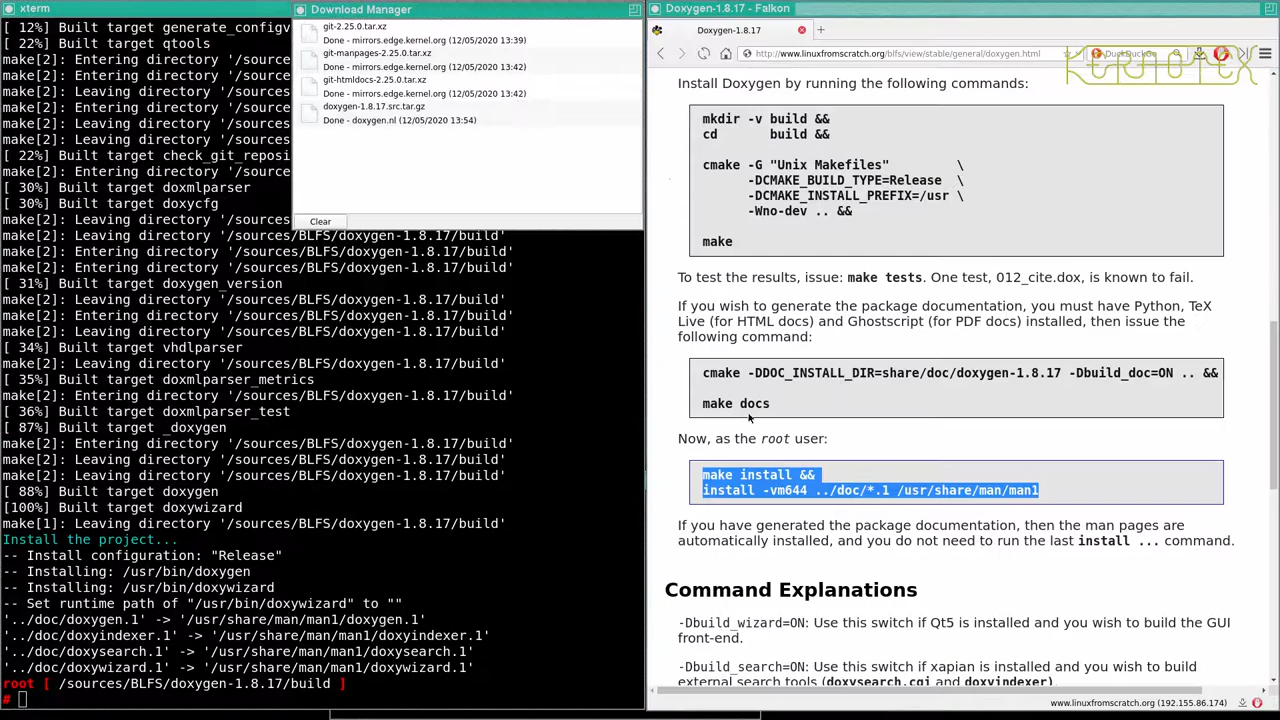 xterm
[ 12%] Built target generate_configv
[ 22%] Built target qtools
make[2]: Entering directory '/sources
make[2]: Leaving directory '/sources
make[2]: Entering directory '/sources
make[2]: Leaving directory '/sources
make[2]: Entering directory '/sources
make[2]: Leaving directory '/sources
[ 22%] Built target check_git_reposi
make[2]: Leaving directory '/sources
[ 30%] Built target doxmlparser
[ 30%] Built target doxycfg
make[2]: Leaving directory '/sources
make[2]: Leaving directory '/sources/BLFS/doxygen-1.8.17/build'
make[2]: Entering directory '/sources/BLFS/doxygen-1.8.17/build'
make[2]: Entering directory '/sources/BLFS/doxygen-1.8.17/build'
[ 31%] Built target doxygen_version
make[2]: Leaving directory '/sources/BLFS/doxygen-1.8.17/build'
make[2]: Entering directory '/sources/BLFS/doxygen-1.8.17/build'
make[2]: Leaving directory '/sources/BLFS/doxygen-1.8.17/build'
[ 34%] Built target vhdlparser
make[2]: Leaving directory '/sources/BLFS/doxygen-1.8.17/build'
[ 35%] Built target doxmlparser_metrics
[ 36%] Built target doxmlparser_test
[ 87%] Built target _doxygen
make[2]: Entering directory '/sources/BLFS/doxygen-1.8.17/build'
make[2]: Leaving directory '/sources/BLFS/doxygen-1.8.17/build'
make[2]: Leaving directory '/sources/BLFS/doxygen-1.8.17/build'
[ 88%] Built target doxygen
[100%] Built target doxywizard
make[1]: Leaving directory '/sources/BLFS/doxygen-1.8.17/build'
Install the project...
-- Install configuration: "Release"
-- Installing: /usr/bin/doxygen
-- Installing: /usr/bin/doxywizard
-- Set runtime path of "/usr/bin/doxywizard" to ""
'../doc/doxygen.1' -> '/usr/share/man/man1/doxygen.1'
'../doc/doxyindexer.1' -> '/usr/share/man/man1/doxyindexer.1'
'../doc/doxysearch.1' -> '/usr/share/man/man1/doxysearch.1'
'../doc/doxywizard.1' -> '/usr/share/man/man1/doxywizard.1'
root [ /sources/BLFS/doxygen-1.8.17/build ]
#
Download Manager
git-2.25.0.tar.xz
Done - mirrors.edge.kernel.org (12/05/2020 13:39)
git-manpages-2.25.0.tar.xz
Done - mirrors.edge.kernel.org (12/05/2020 13:42)
git-htmldocs-2.25.0.tar.xz
Done - mirrors.edge.kernel.org (12/05/2020 13:42)
doxygen-1.8.17.src.tar.gz
Done - doxygen.nl (12/05/2020 13:54)
Clear
Doxygen-1.8.17 - Falkon
Doxygen-1.8.17
http://www.linuxfromscratch.org/blfs/view/stable/general/doxygen.html
DuckDuckGo
KERNOTEX
Install Doxygen by running the following commands:
mkdir -v build &&
cd build &&
cmake -G "Unix Makefiles" \
-DCMAKE_BUILD_TYPE=Release \
-DCMAKE_INSTALL_PREFIX=/usr \
-Wno-dev .. &&
make
To test the results, issue: make tests. One test, 012_cite.dox, is known to fail.
If you wish to generate the package documentation, you must have Python, TeX
Live (for HTML docs) and Ghostscript (for PDF docs) installed, then issue the
following command:
cmake -DDOC_INSTALL_DIR=share/doc/doxygen-1.8.17 -Dbuild_doc=ON .. &&
make docs
Now, as the root user:
make install &&
install -vm644 ../doc/*.1 /usr/share/man/man1
If you have generated the package documentation, then the man pages are
automatically installed, and you do not need to run the last install ... command.
Command Explanations
-Dbuild_wizard=ON: Use this switch if Qt5 is installed and you wish to build the GUI
front-end.
-Dbuild_search=ON: Use this switch if xapian is installed and you wish to build
external search tools (doxysearch.cgi and doxyindexer).
www.linuxfromscratch.org (192.155.86.174)